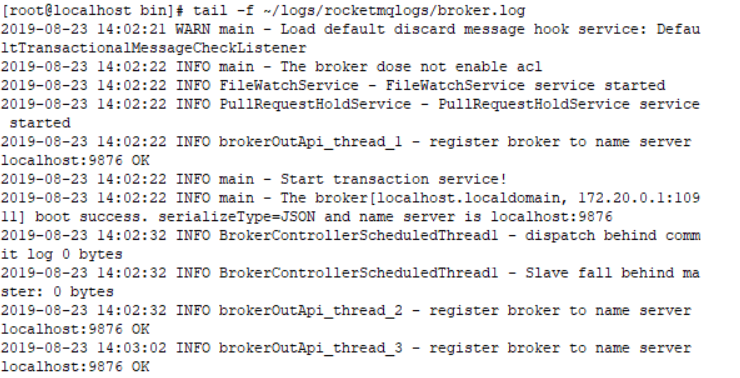 [root@localhost bin]# tail -f ~/logs/rocketmqlogs/broker.log
2019-08-23 14:02:21 WARN main - Load default discard message hook service: Defau
ltTransactionalMessageCheckListener
2019-08-23 14:02:22 INFO main - The broker dose not enable acl
2019-08-23 14:02:22 INFO FileWatchService - FileWatchService service started
2019-08-23 14:02:22 INFO PullRequestHoldService - PullRequestHoldService service
 started
2019-08-23 14:02:22 INFO brokerOutApi_thread_1 - register broker to name server
localhost:9876 OK
2019-08-23 14:02:22 INFO main - Start transaction service!
2019-08-23 14:02:22 INFO main - The broker[localhost.localdomain, 172.20.0.1:109
11] boot success. serializeType=JSON and name server is localhost:9876
2019-08-23 14:02:32 INFO BrokerControllerScheduledThread1 - dispatch behind comm
it log 0 bytes
2019-08-23 14:02:32 INFO BrokerControllerScheduledThread1 - Slave fall behind ma
ster: 0 bytes
2019-08-23 14:02:32 INFO brokerOutApi_thread_2 - register broker to name server
localhost:9876 OK
2019-08-23 14:03:02 INFO brokerOutApi_thread_3 - register broker to name server
localhost:9876 OK